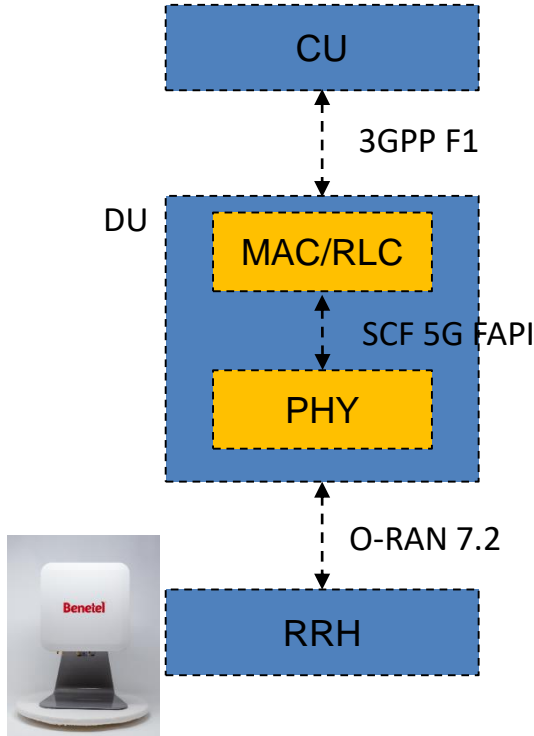 CU
3GPP F1
DU
MAC/RLC
SCF 5G FAPI
PHY
O-RAN 7.2
Benetel
RRH